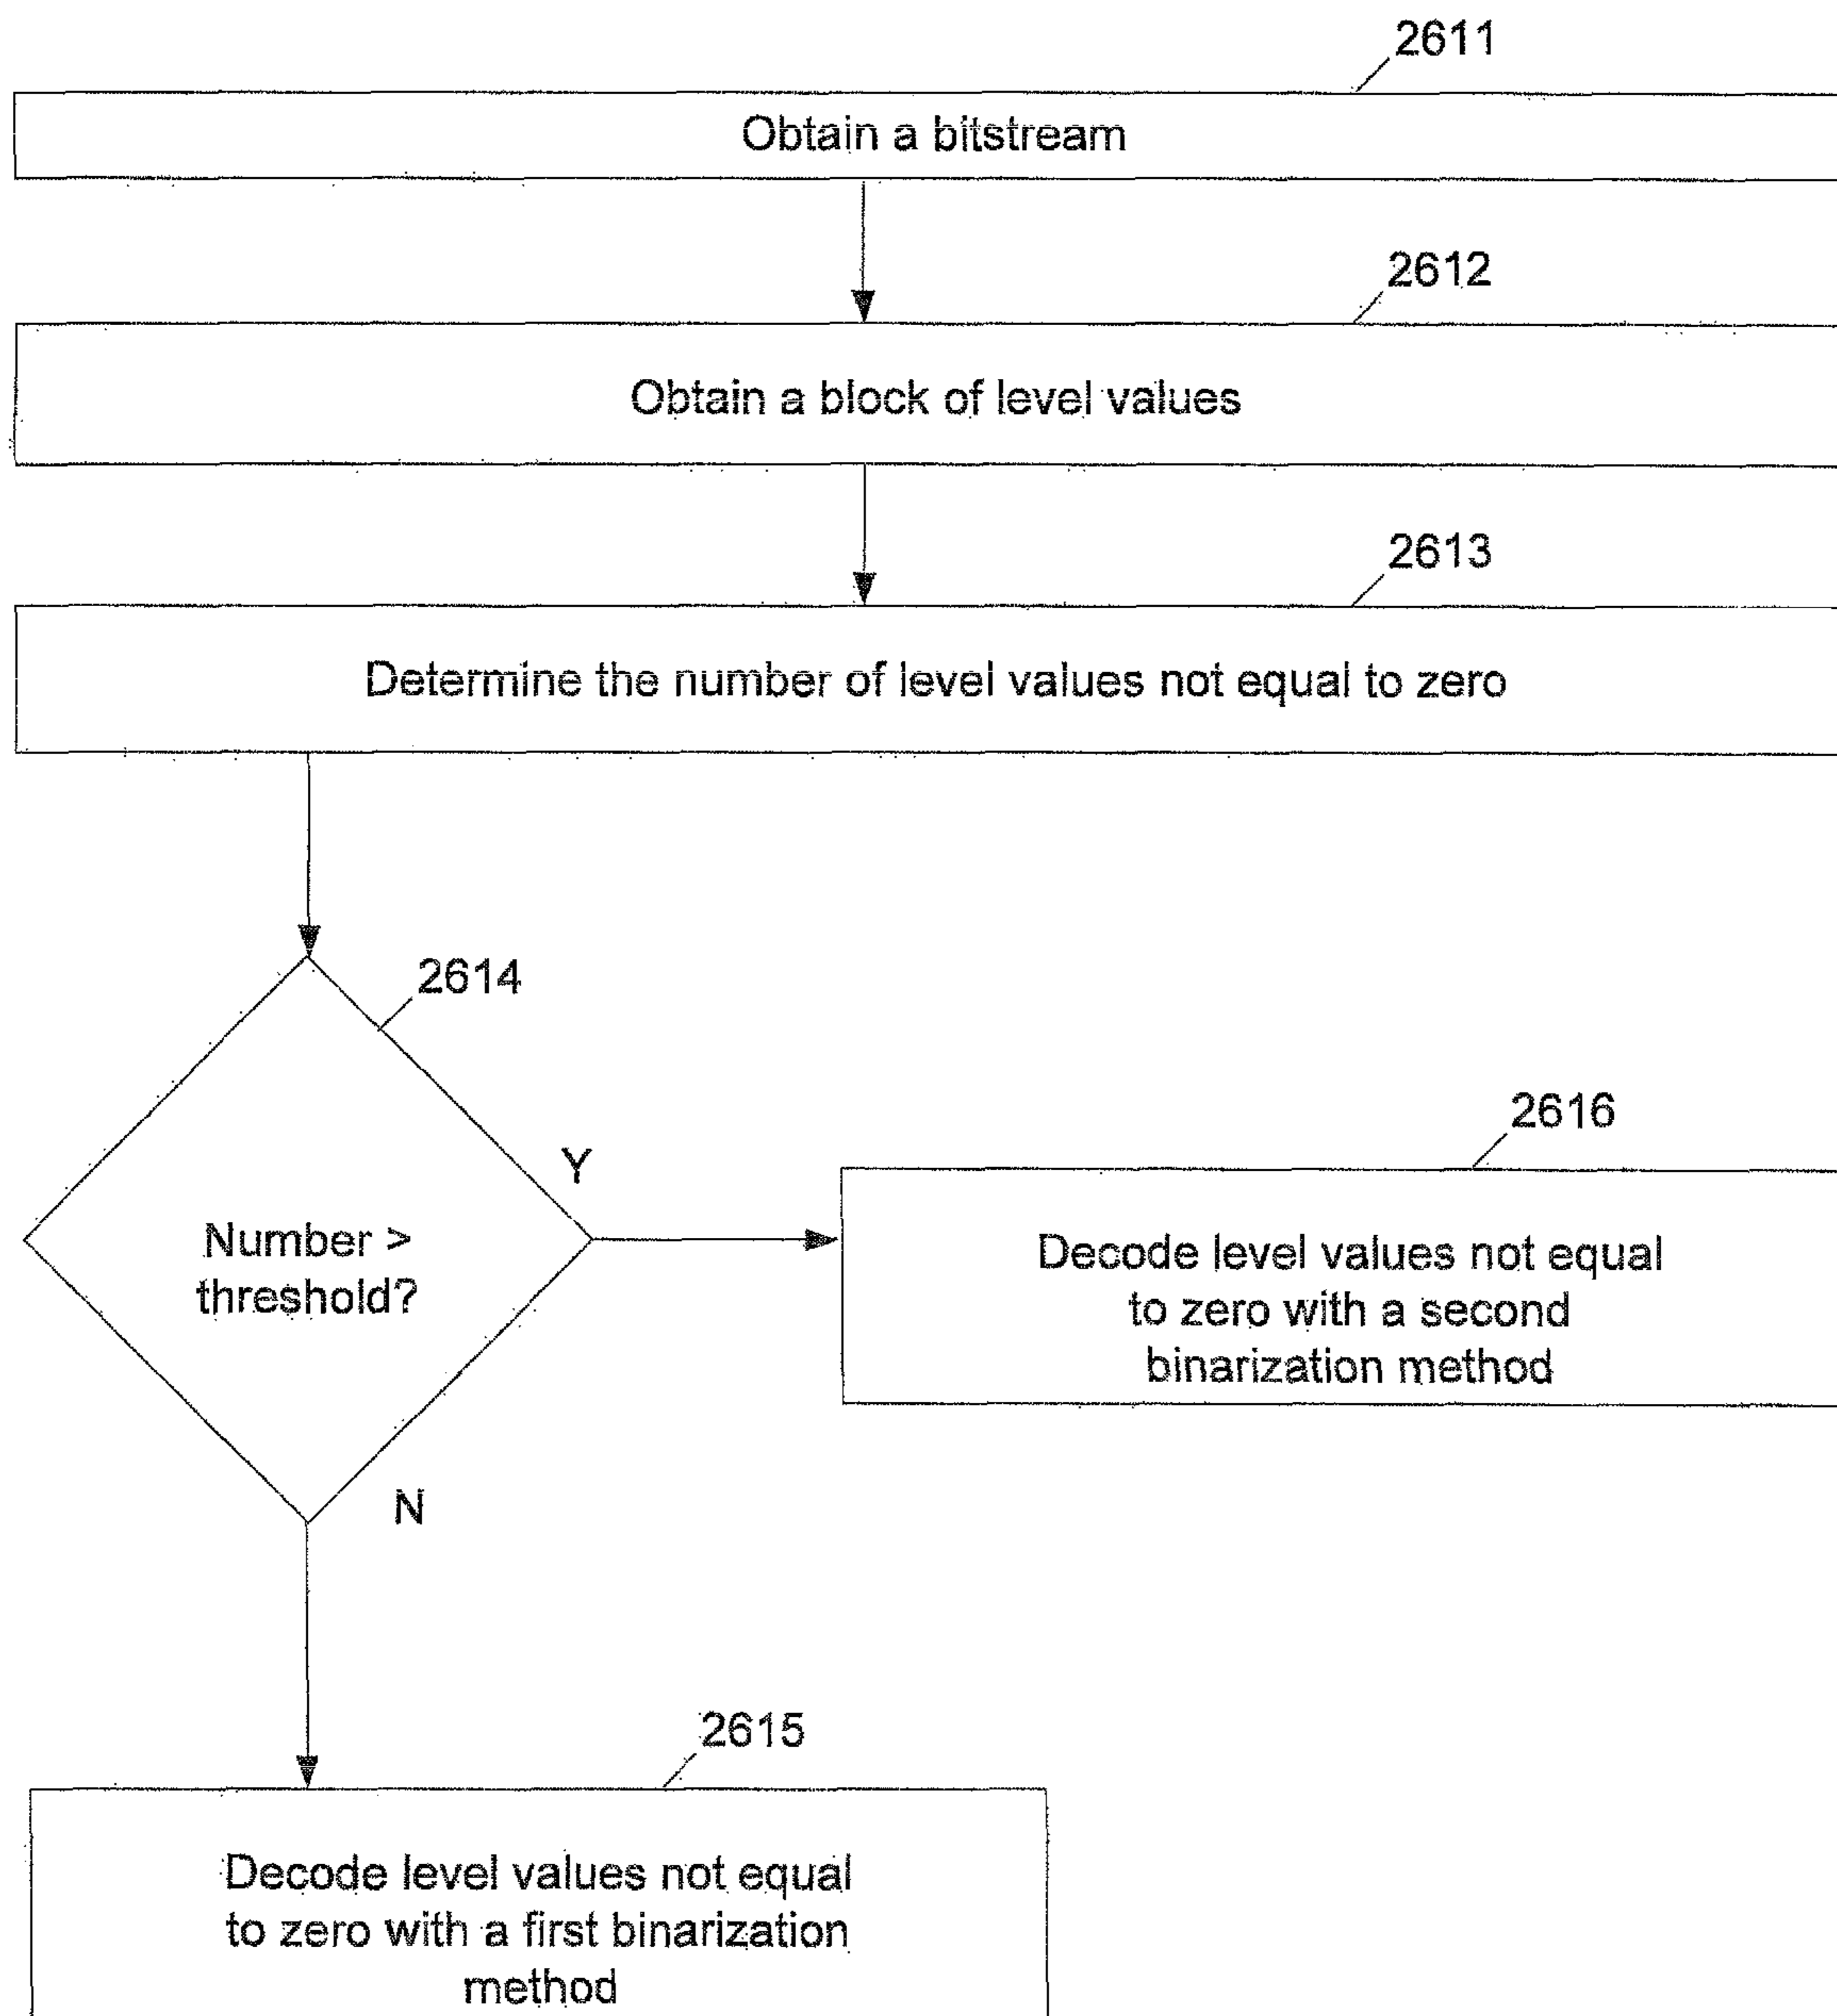 2611
Obtain a bitstream
2612
Obtain a block of level values
2613
Determine the number of level values not equal to zero
2614
Number >
threshold?
Y
2616
Decode level values not equal
to zero with a second
binarization method
N
2615
Decode level values not equal
to zero with a first binarization
method